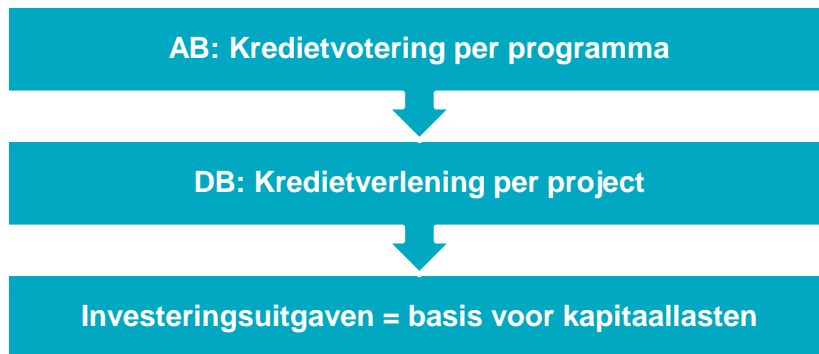 AB: Kredietvotering per programma
DB: Kredietverlening per project
Investeringsuitgaven = basis voor kapitaallasten